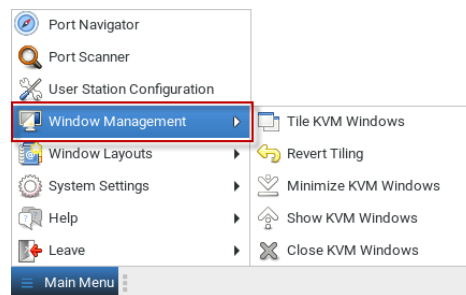 Port Navigator
Port Scanner
User Station Configuration
Window Management
Window Layouts
System Settings
Help
Leave
Main Menu
Tile KVM Windows
Revert Tiling
Minimize KVM Windows
Show KVM Windows
Close KVM Windows